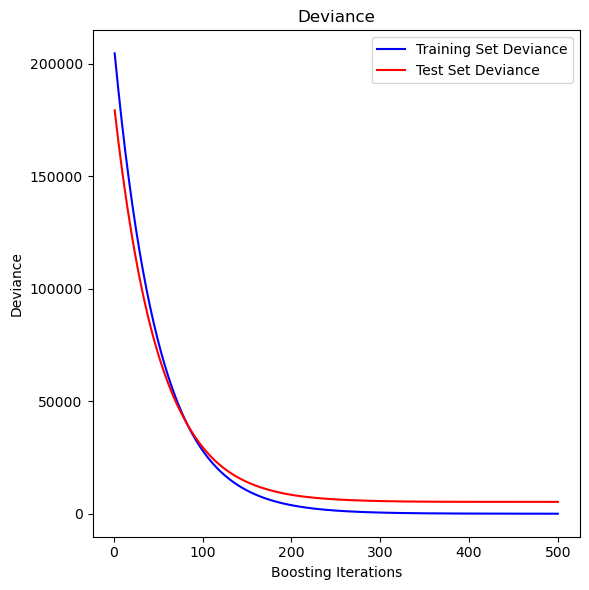 Deviance
Training Set Deviance
Test Set Deviance
200000
150000
100000
50000
0
Deviance
0 100 200 300 400 500
Boosting Iterations